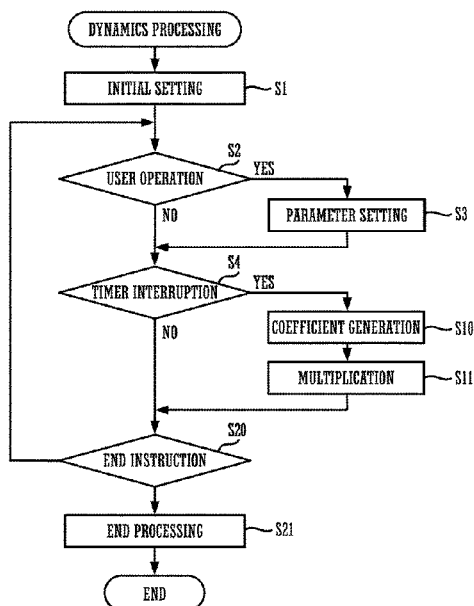 DYNAMICS PROCESSING
INITIAL SETTING
S1
S2
USER OPERATION
YES
NO
PARAMETER SETTING
S3
S4
TIMER INTERRUPTION
YES
NO
COEFFICIENT GENERATION
S10
MULTIPLICATION
S11
S20
END INSTRUCTION
END PROCESSING
S21
END